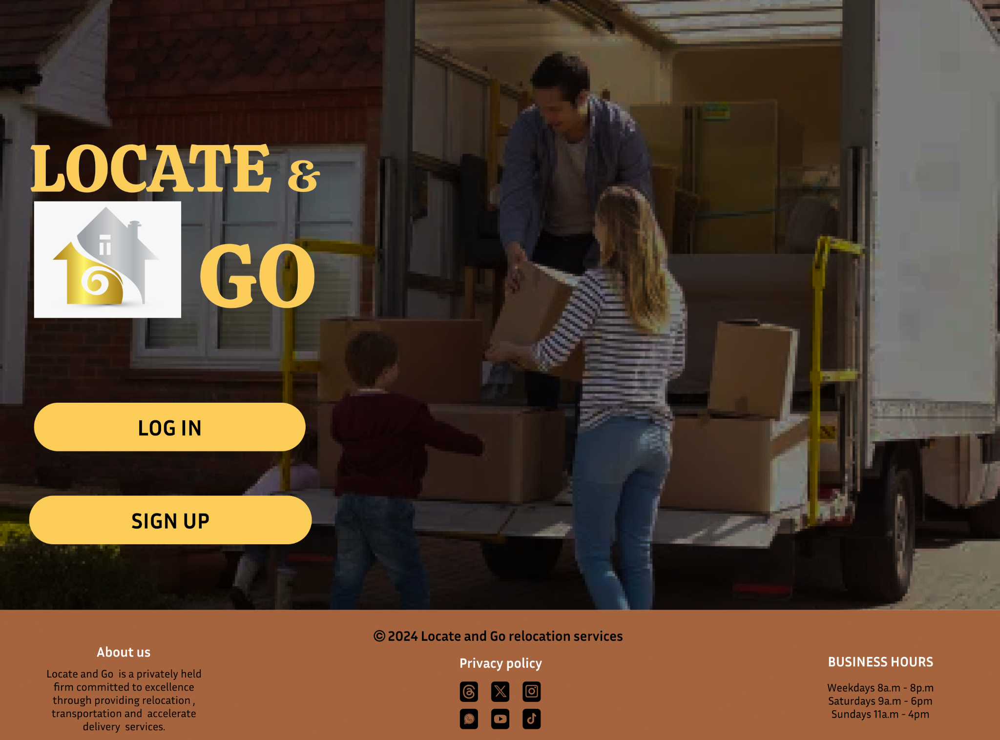 LOCATE &
GO
LOG IN
SIGN UP
© 2024 Locate and Go relocation services
About us
Locate and Go is a privately held
firm committed to excellence
through providing relocation ,
transportation and accelerate
delivery services.
Privacy policy
BUSINESS HOURS
Weekdays 8a.m - 8p.m
Saturdays 9a.m - 6pm
Sundays 11a.m - 4pm